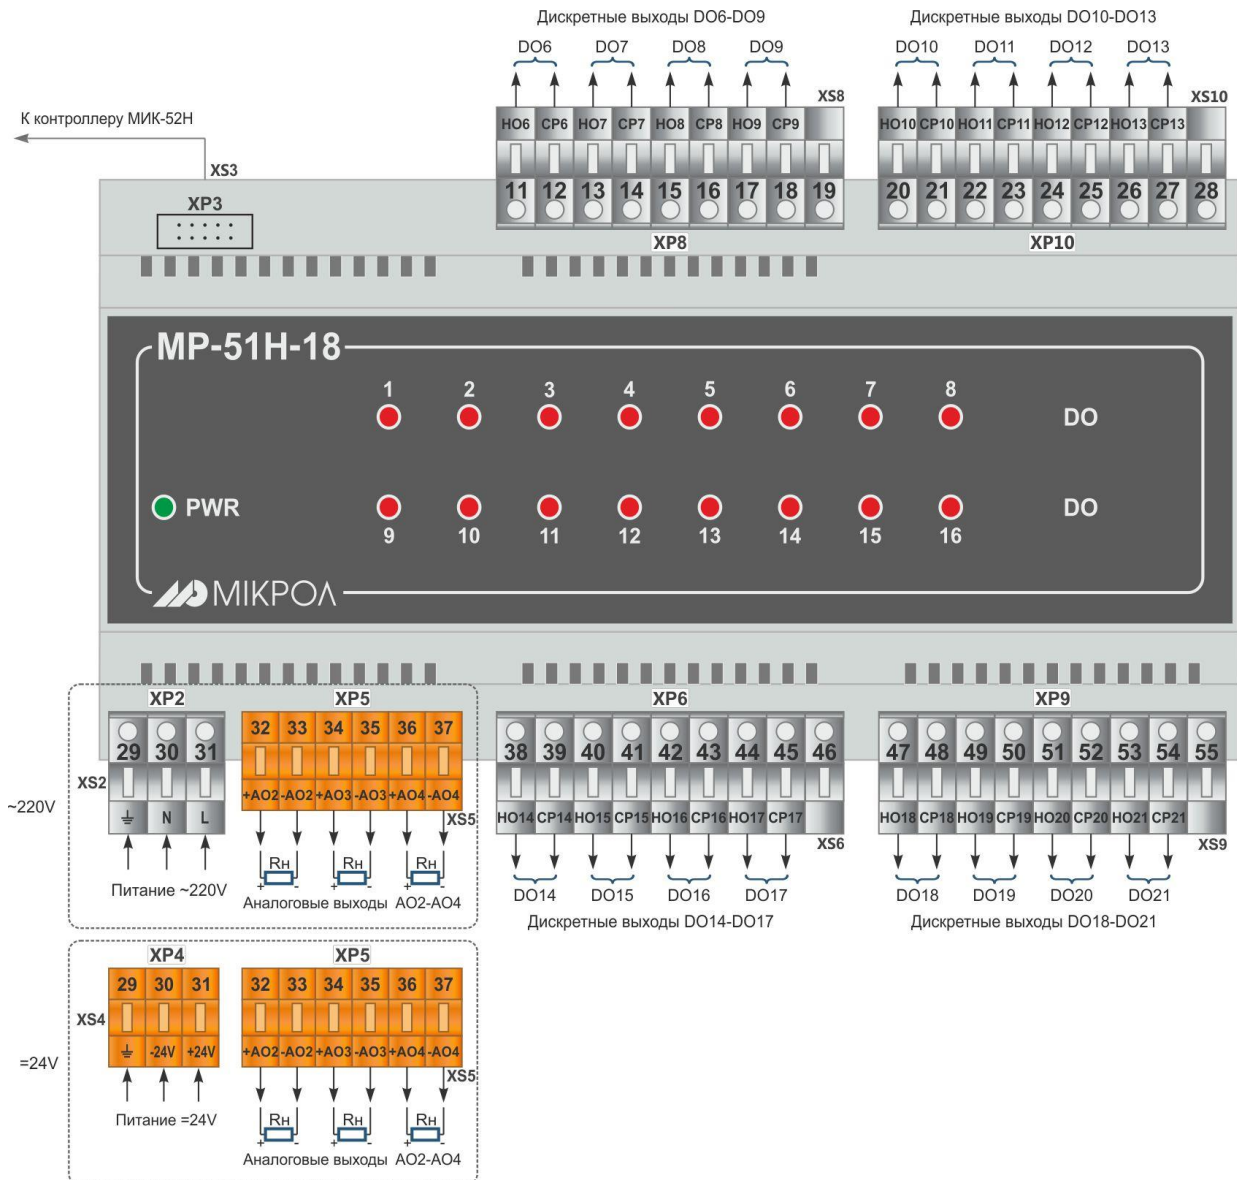 Дискретные выходы DO6-DO9
Дискретные выходы DO10-DO13
DO6 DO7 DO8 DO9
DO10 DO11 DO12 DO13
XS8
XS10
НО6 СР6 НО7 СР7 НО8 СР8 НО9 СР9
НО10 СР10 НО11 СР11 НО12 СР12 НО13 СР13
К контроллеру МИК-52Н
XS3
11 12 13 14 15 16 17 18 19
20 21 22 23 24 25 26 27 28
XP3
XP8
XP10
МР-51Н-18
1 2 3 4 5 6 7 8 DO
PWR
DO
9 10 11 12 13 14 15 16
МІКРОЛ
XP2
XP5
XP6
XP9
29 30 31
32 33 34 35 36 37
38 39 40 41 42 43 44 45 46
47 48 49 50 51 52 53 54 55
XS2
~220V
N L
+AO2 -AO2 +AO3 -AO3 +AO4 -AO4
XS5
НО14 СР14 НО15 СР15 НО16 СР16 НО17 СР17
XS6
НО18 СР18 НО19 СР19 НО20 СР20 НО21 СР21
XS9
Rн Rн Rн
+ - + - + -
Питание ~220V
Аналоговые выходы AO2-AO4
DO14 DO15 DO16 DO17
DO18 DO19 DO20 DO21
Дискретные выходы DO14-DO17
Дискретные выходы DO18-DO21
XP4
XP5
29 30 31
32 33 34 35 36 37
XS4
=24V
-24V +24V
+AO2 -AO2 +AO3 -AO3 +AO4 -AO4
XS5
Питание =24V
Rн Rн Rн
+ - + - + -
Аналоговые выходы AO2-AO4